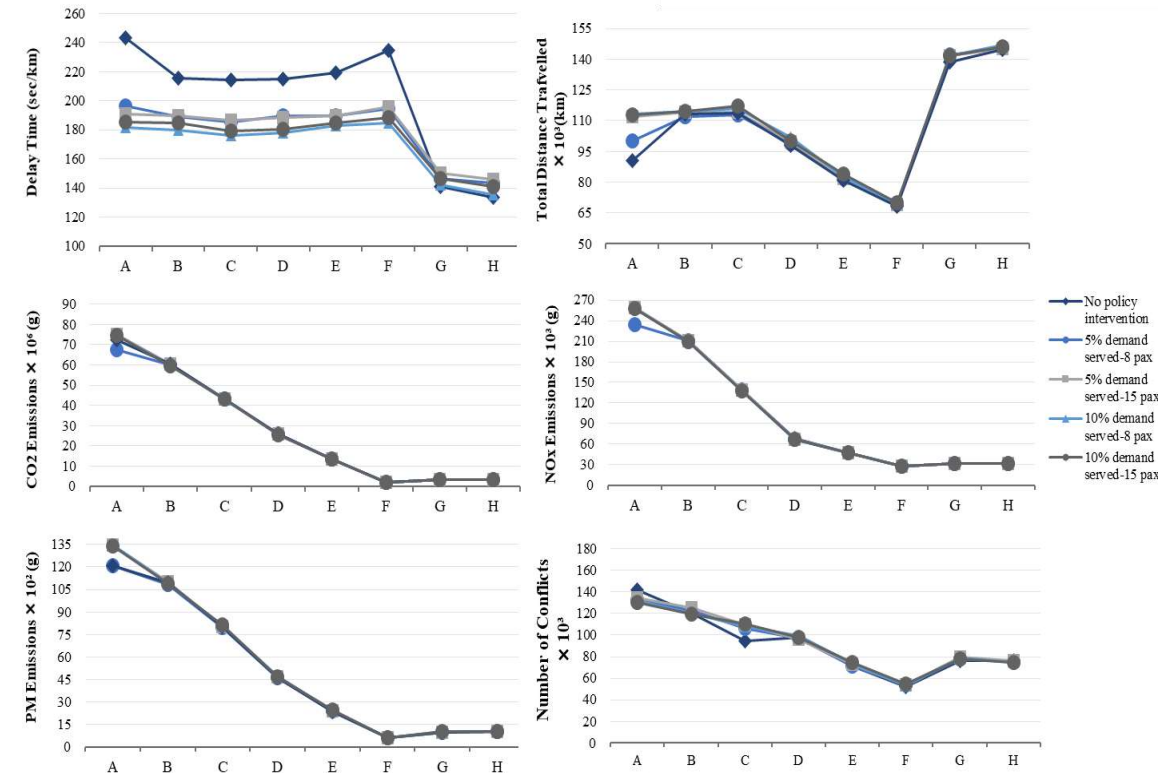 Delay Time (sec/km)
260
240
220
200
180
160
140
120
100
A B C D E F G H
Total Distance Trafvelled
× 10³(km)
155
140
125
110
95
80
65
50
A B C D E F G H
CO2 Emissions × 10⁶ (g)
90
80
70
60
50
40
30
20
10
0
A B C D E F G H
NOx Emissions × 10³ (g)
270
240
210
180
150
120
90
60
30
0
A B C D E F G H
No policy
intervention
5% demand
served-8 pax
5% demand
served-15 pax
10% demand
served-8 pax
10% demand
served-15 pax
PM Emissions × 10² (g)
135
120
105
90
75
60
45
30
15
0
A B C D E F G H
Number of Conflicts
× 10³
180
160
140
120
100
80
60
40
20
0
A B C D E F G H